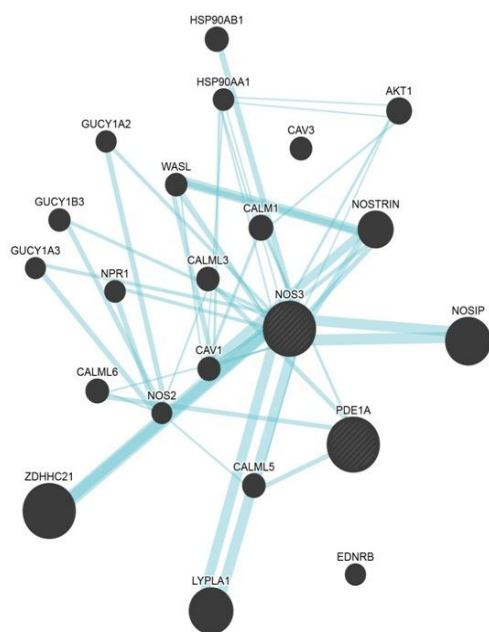 HSP90AB1
HSP90AA1
AKT1
CAV3
GUCY1A2
WASL
NOSTRIN
GUCY1B3
CALM1
GUCY1A3
NPR1
CALML3
NOS3
NOSIP
CAV1
CALML6
NOS2
PDE1A
ZDHHC21
CALML5
EDNRB
LYPLA1